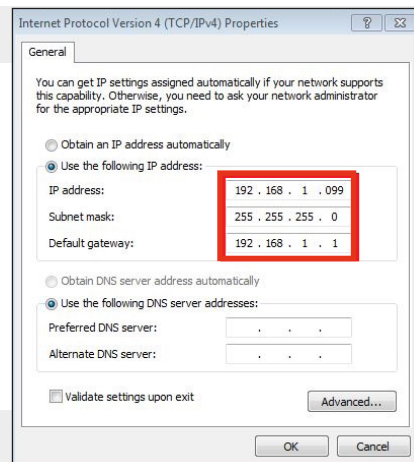 Internet Protocol Version 4 (TCP/IPv4) Properties
General
You can get IP settings assigned automatically if your network supports
this capability. Otherwise, you need to ask your network administrator
for the appropriate IP settings.
Obtain an IP address automatically
Use the following IP address:
IP address: 192 . 168 . 1 . 099
Subnet mask: 255 . 255 . 255 . 0
Default gateway: 192 . 168 . 1 . 1
Obtain DNS server address automatically
Use the following DNS server addresses:
Preferred DNS server: . . .
Alternate DNS server: . . .
Validate settings upon exit
Advanced...
OK Cancel